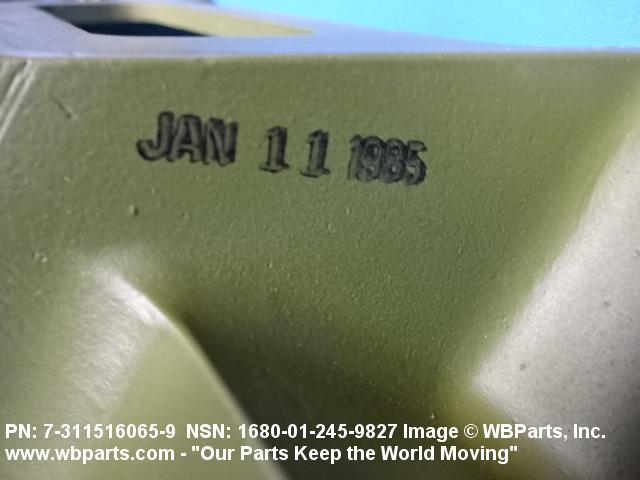 JAN 11 1985
PN: 7-311516065-9 NSN: 1680-01-245-9827 Image © WBParts, Inc.
www.wbparts.com - "Our Parts Keep the World Moving"